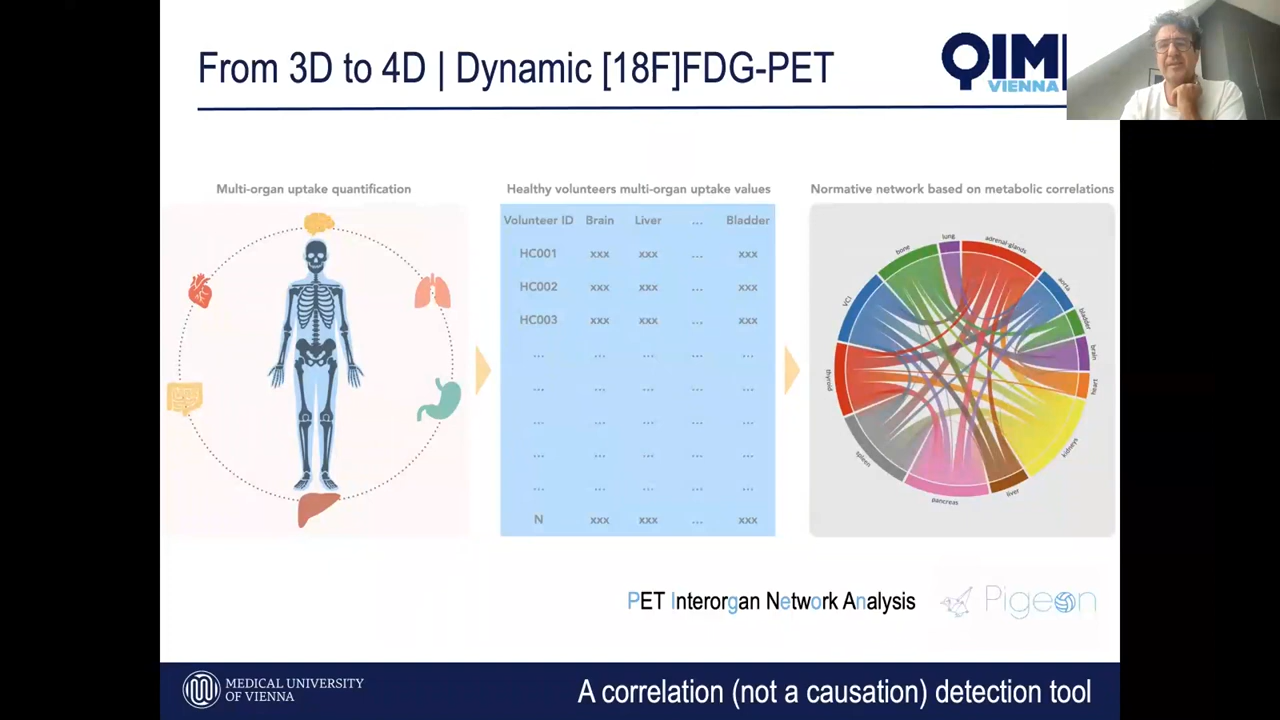 From 3D to 4D | Dynamic [18F]FDG-PET
QIM
VIENNA
Multi-organ uptake quantification
Healthy volunteers multi-organ uptake values
Normative network based on metabolic correlations
Volunteer ID Brain Liver ... Bladder
HC001 xxx xxx ... xxx
HC002 xxx xxx ... xxx
HC003 xxx xxx ... xxx
... ... ... ... ...
... ... ... ... ...
... ... ... ... ...
... ... ... ... ...
... ... ... ... ...
N xxx xxx ... xxx
lung
adrenal-glands
bone
aorta
VCI
bladder
brain
thyroid
heart
spleen
kidneys
pancreas
liver
PET Interorgan Network Analysis
Pigeon
MEDICAL UNIVERSITY
OF VIENNA
A correlation (not a causation) detection tool